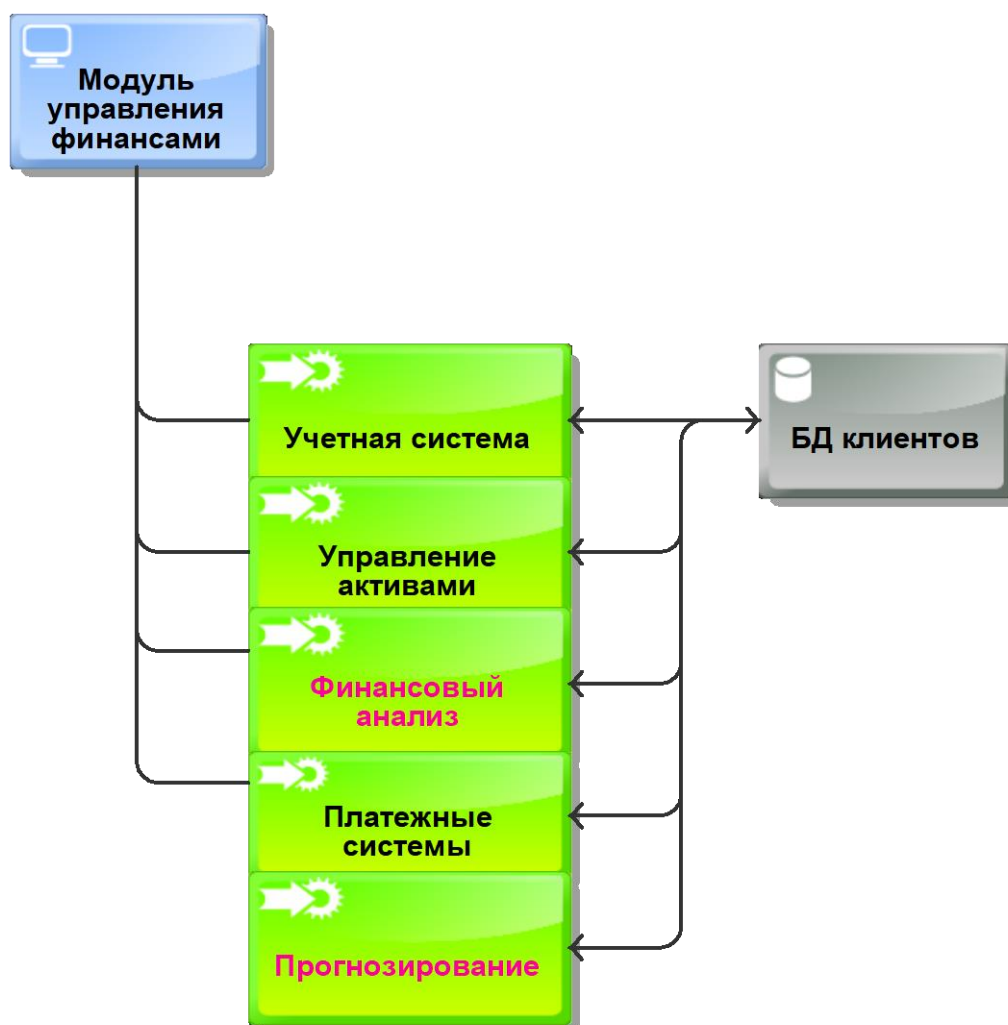 Модуль
управления
финансами
Учетная система
БД клиентов
Управление
активами
Финансовый
анализ
Платежные
системы
Прогнозирование